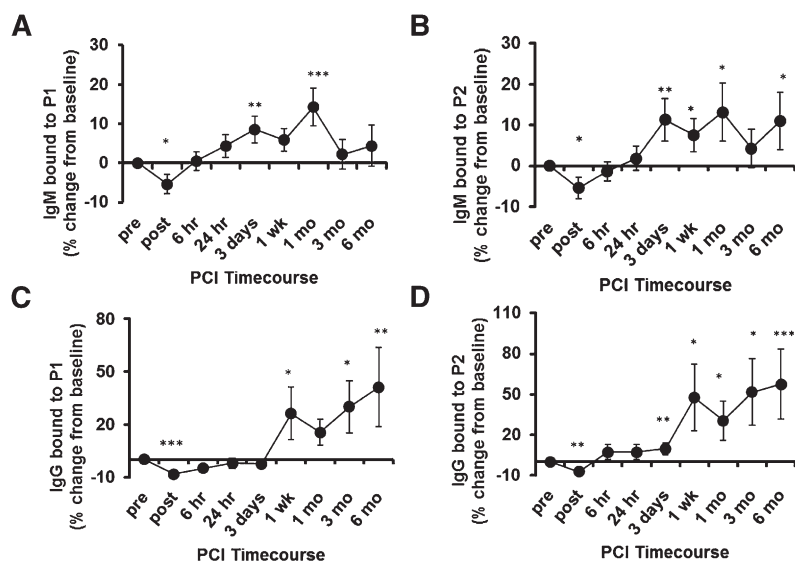 A
IgM bound to P1
(% change from baseline)
30
20
10
0
-10
*
**
***
pre
post
6 hr
24 hr
3 days
1 wk
1 mo
3 mo
6 mo
PCI Timecourse
B
IgM bound to P2
(% change from baseline)
30
20
10
0
-10
*
**
*
*
*
pre
post
6 hr
24 hr
3 days
1 wk
1 mo
3 mo
6 mo
PCI Timecourse
C
IgG bound to P1
(% change from baseline)
80
50
20
-10
***
*
*
**
pre
post
6 hr
24 hr
3 days
1 wk
1 mo
3 mo
6 mo
PCI Timecourse
D
IgG bound to P2
(% change from baseline)
110
80
50
20
-10
**
**
*
*
*
***
pre
post
6 hr
24 hr
3 days
1 wk
1 mo
3 mo
6 mo
PCI Timecourse